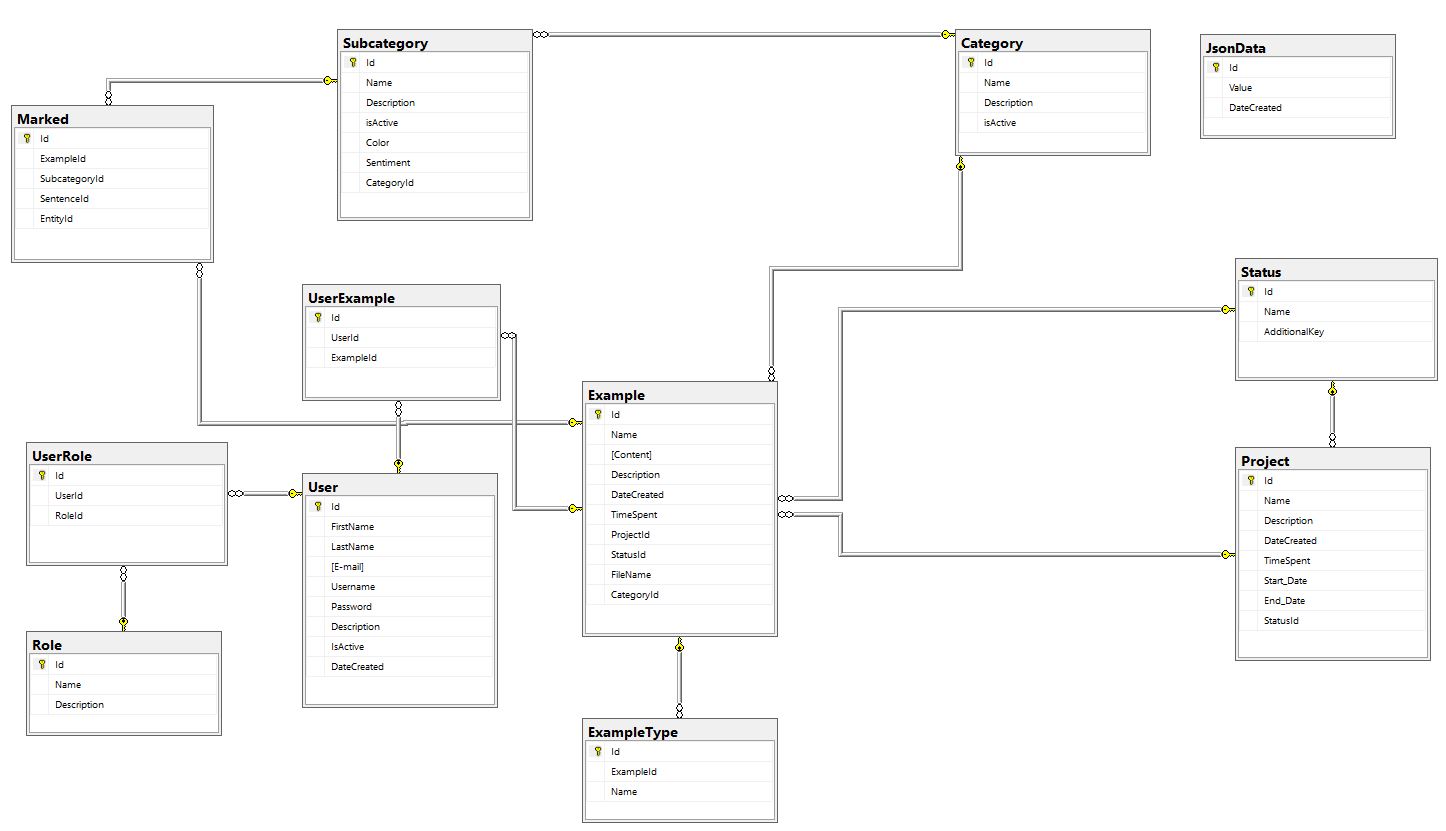 Subcategory
Id
Name
Description
isActive
Color
Sentiment
CategoryId
Category
Id
Name
Description
isActive
JsonData
Id
Value
DateCreated
Marked
Id
ExampleId
SubcategoryId
SentenceId
EntityId
UserExample
Id
UserId
ExampleId
Status
Id
Name
AdditionalKey
Example
Id
Name
[Content]
Description
DateCreated
TimeSpent
ProjectId
StatusId
FileName
CategoryId
UserRole
Id
UserId
RoleId
User
Id
FirstName
LastName
[E-mail]
Username
Password
Description
IsActive
DateCreated
Project
Id
Name
Description
DateCreated
TimeSpent
Start_Date
End_Date
StatusId
Role
Id
Name
Description
ExampleType
Id
ExampleId
Name